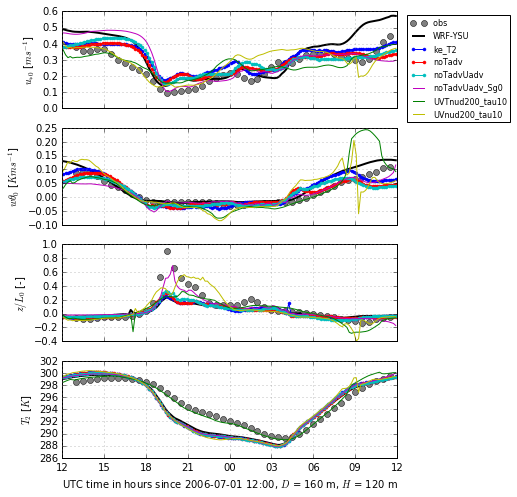 0.6
0.5
0.4
0.3
0.2
0.1
0.0
u*0 [ms⁻¹]
obs
WRF-YSU
ke_T2
noTadv
noTadvUadv
noTadvUadv_Sg0
UVTnud200_tau10
UVnud200_tau10
0.25
0.20
0.15
0.10
0.05
0.00
−0.05
−0.10
1.0
0.8
0.6
0.4
0.2
0.0
−0.2
−0.4
z/L0 [-]
302
300
298
296
294
292
290
288
286
T2 [K]
12 15 18 21 00 03 06 09 12
UTC time in hours since 2006-07-01 12:00, D = 160 m, H = 120 m